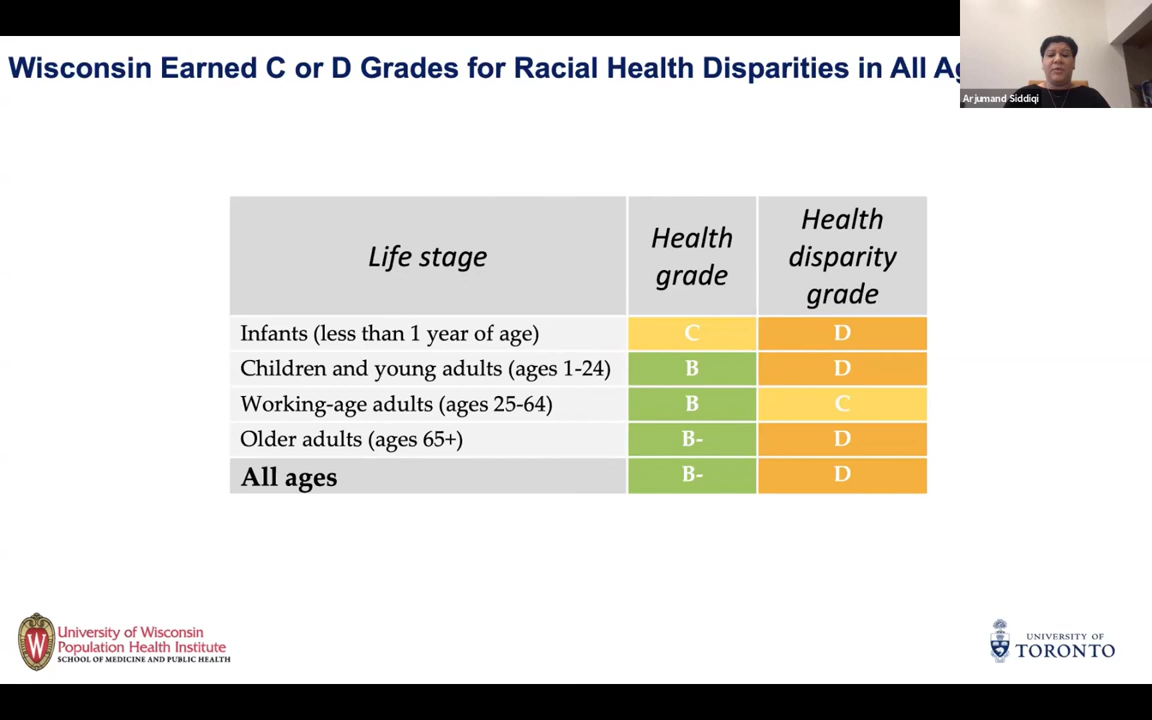 Wisconsin Earned C or D Grades for Racial Health Disparities in All
Arjumand Siddiqi
Life stage
Health
grade
Health
disparity
grade
Infants (less than 1 year of age) C D
Children and young adults (ages 1-24) B D
Working-age adults (ages 25-64) B C
Older adults (ages 65+) B- D
All ages B- D
University of Wisconsin
Population Health Institute
SCHOOL OF MEDICINE AND PUBLIC HEALTH
UNIVERSITY OF
TORONTO